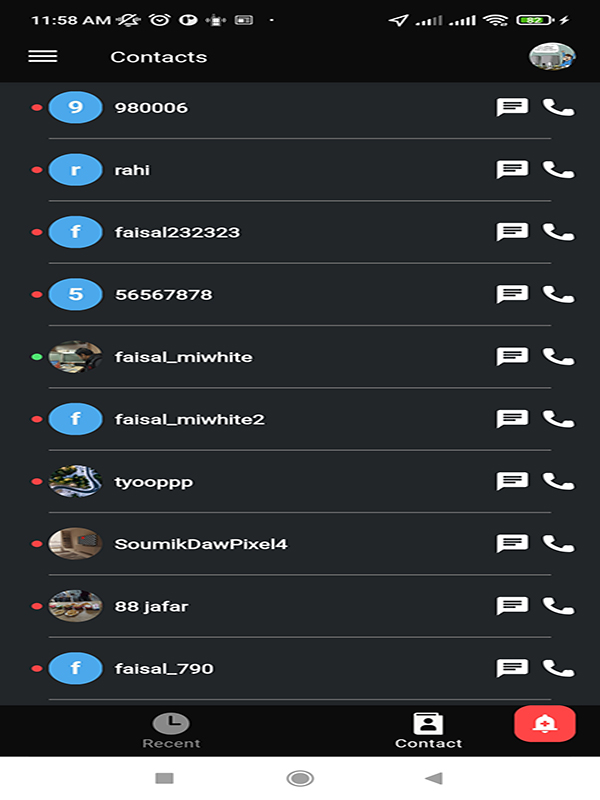 11:58 AM
82
Contacts
9 980006
r rahi
f faisal232323
5 56567878
faisal_miwhite
f faisal_miwhite2
tyooppp
SoumikDawPixel4
88 jafar
f faisal_790
Recent
Contact